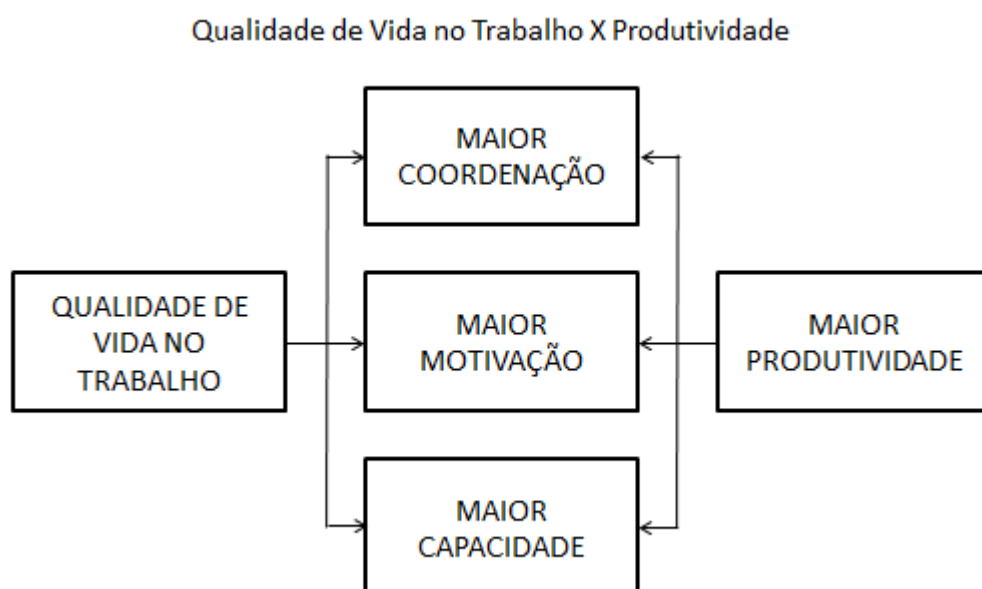 Qualidade de Vida no Trabalho X Produtividade
MAIOR
COORDENAÇÃO
QUALIDADE DE
VIDA NO
TRABALHO
MAIOR
MOTIVAÇÃO
MAIOR
PRODUTIVIDADE
MAIOR
CAPACIDADE